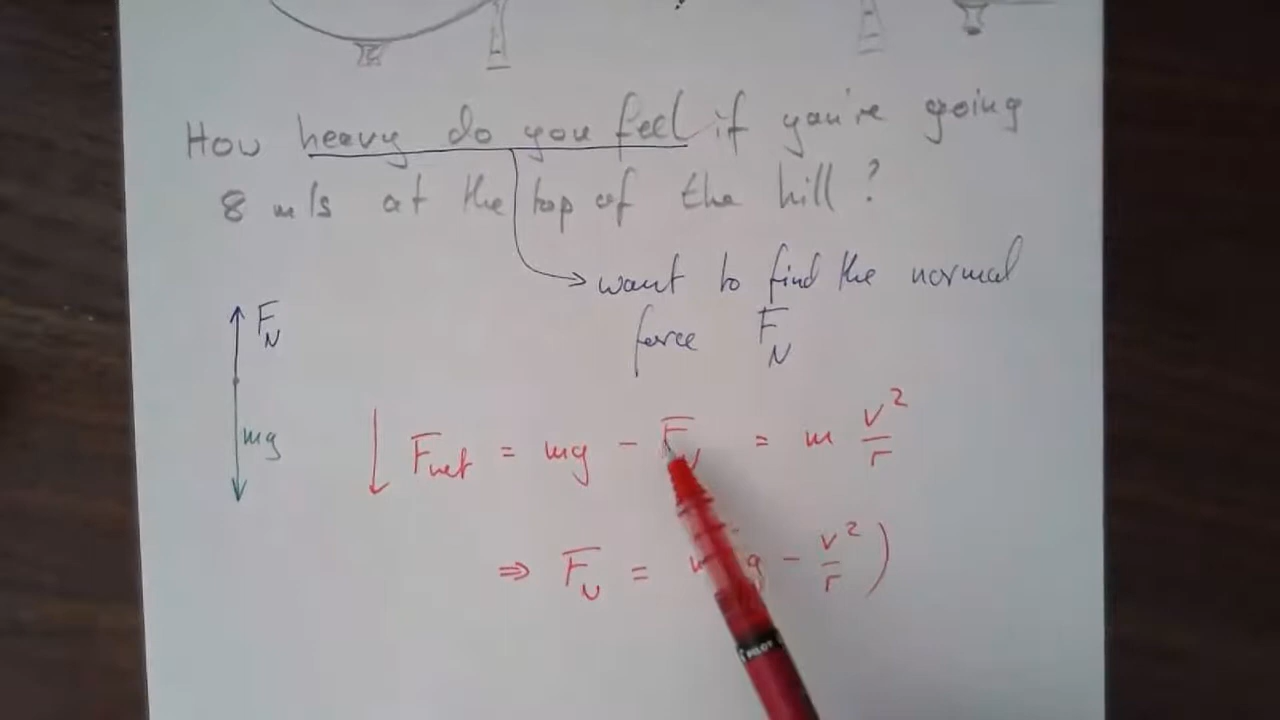 How heavy do you feel if you're going
8 m/s at the top of the hill?
want to find the normal
force F_N
F_N
mg
F_net = mg - F_N = m v²/r
⇒ F_N = m(g - v²/r)
PILOT